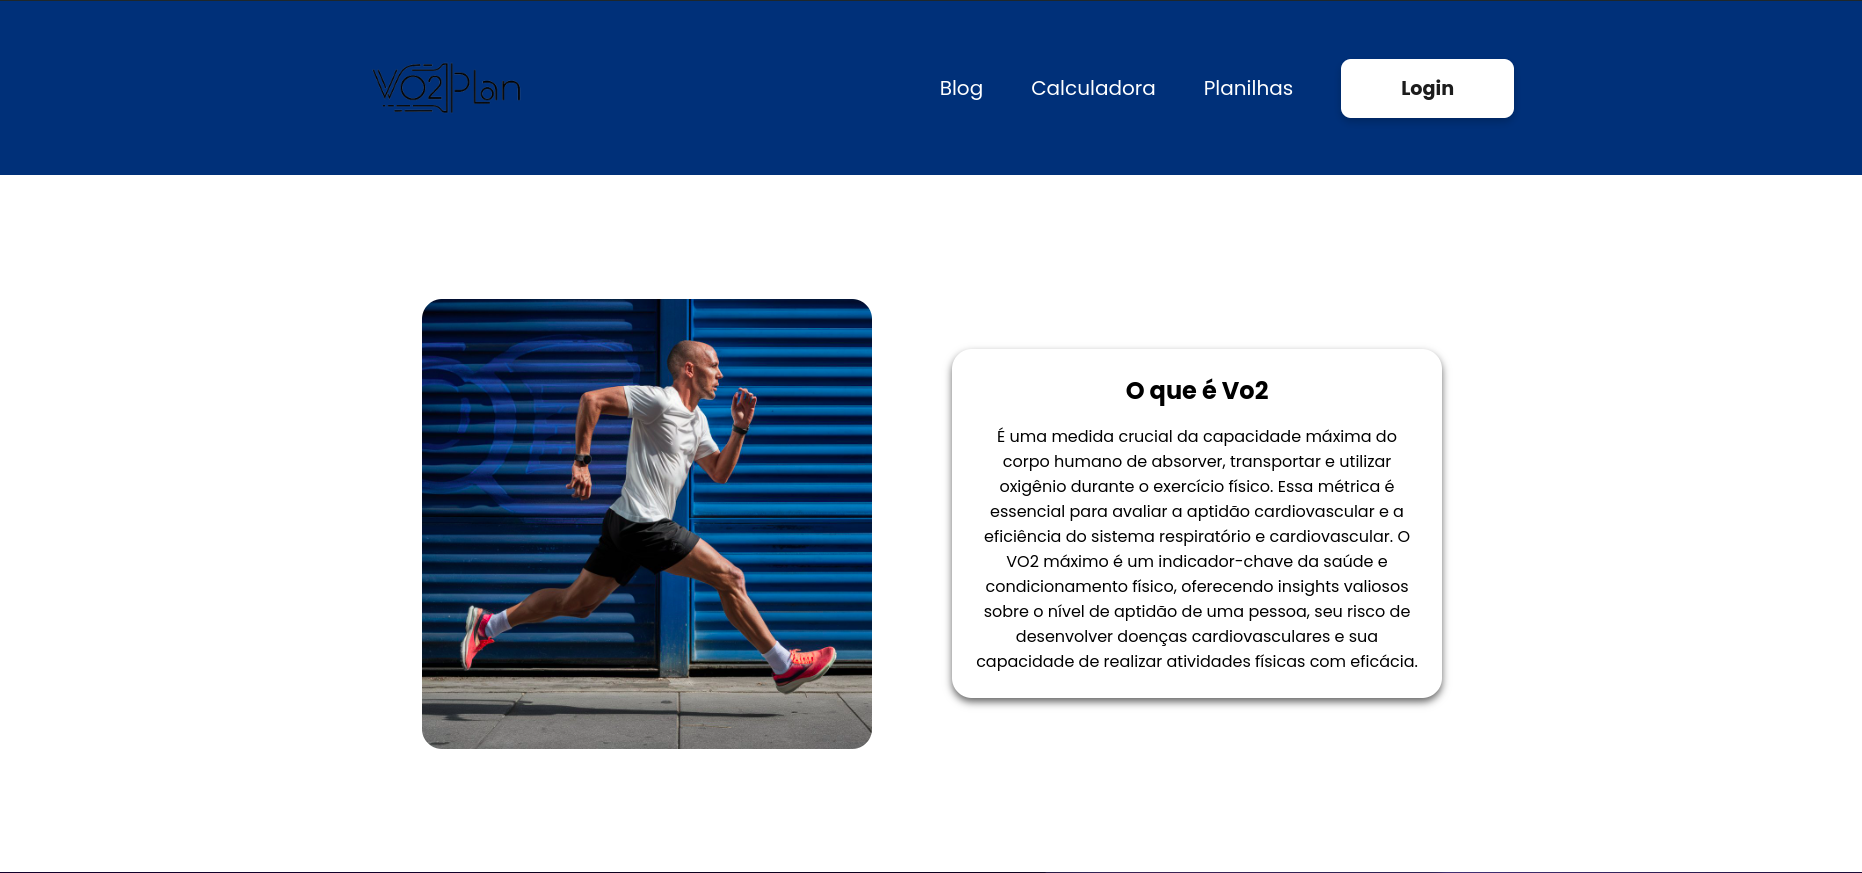 VO2Plan
Blog
Calculadora
Planilhas
Login
O que é Vo2
É uma medida crucial da capacidade máxima do
corpo humano de absorver, transportar e utilizar
oxigênio durante o exercício físico. Essa métrica é
essencial para avaliar a aptidão cardiovascular e a
eficiência do sistema respiratório e cardiovascular. O
VO2 máximo é um indicador-chave da saúde e
condicionamento físico, oferecendo insights valiosos
sobre o nível de aptidão de uma pessoa, seu risco de
desenvolver doenças cardiovasculares e sua
capacidade de realizar atividades físicas com eficácia.